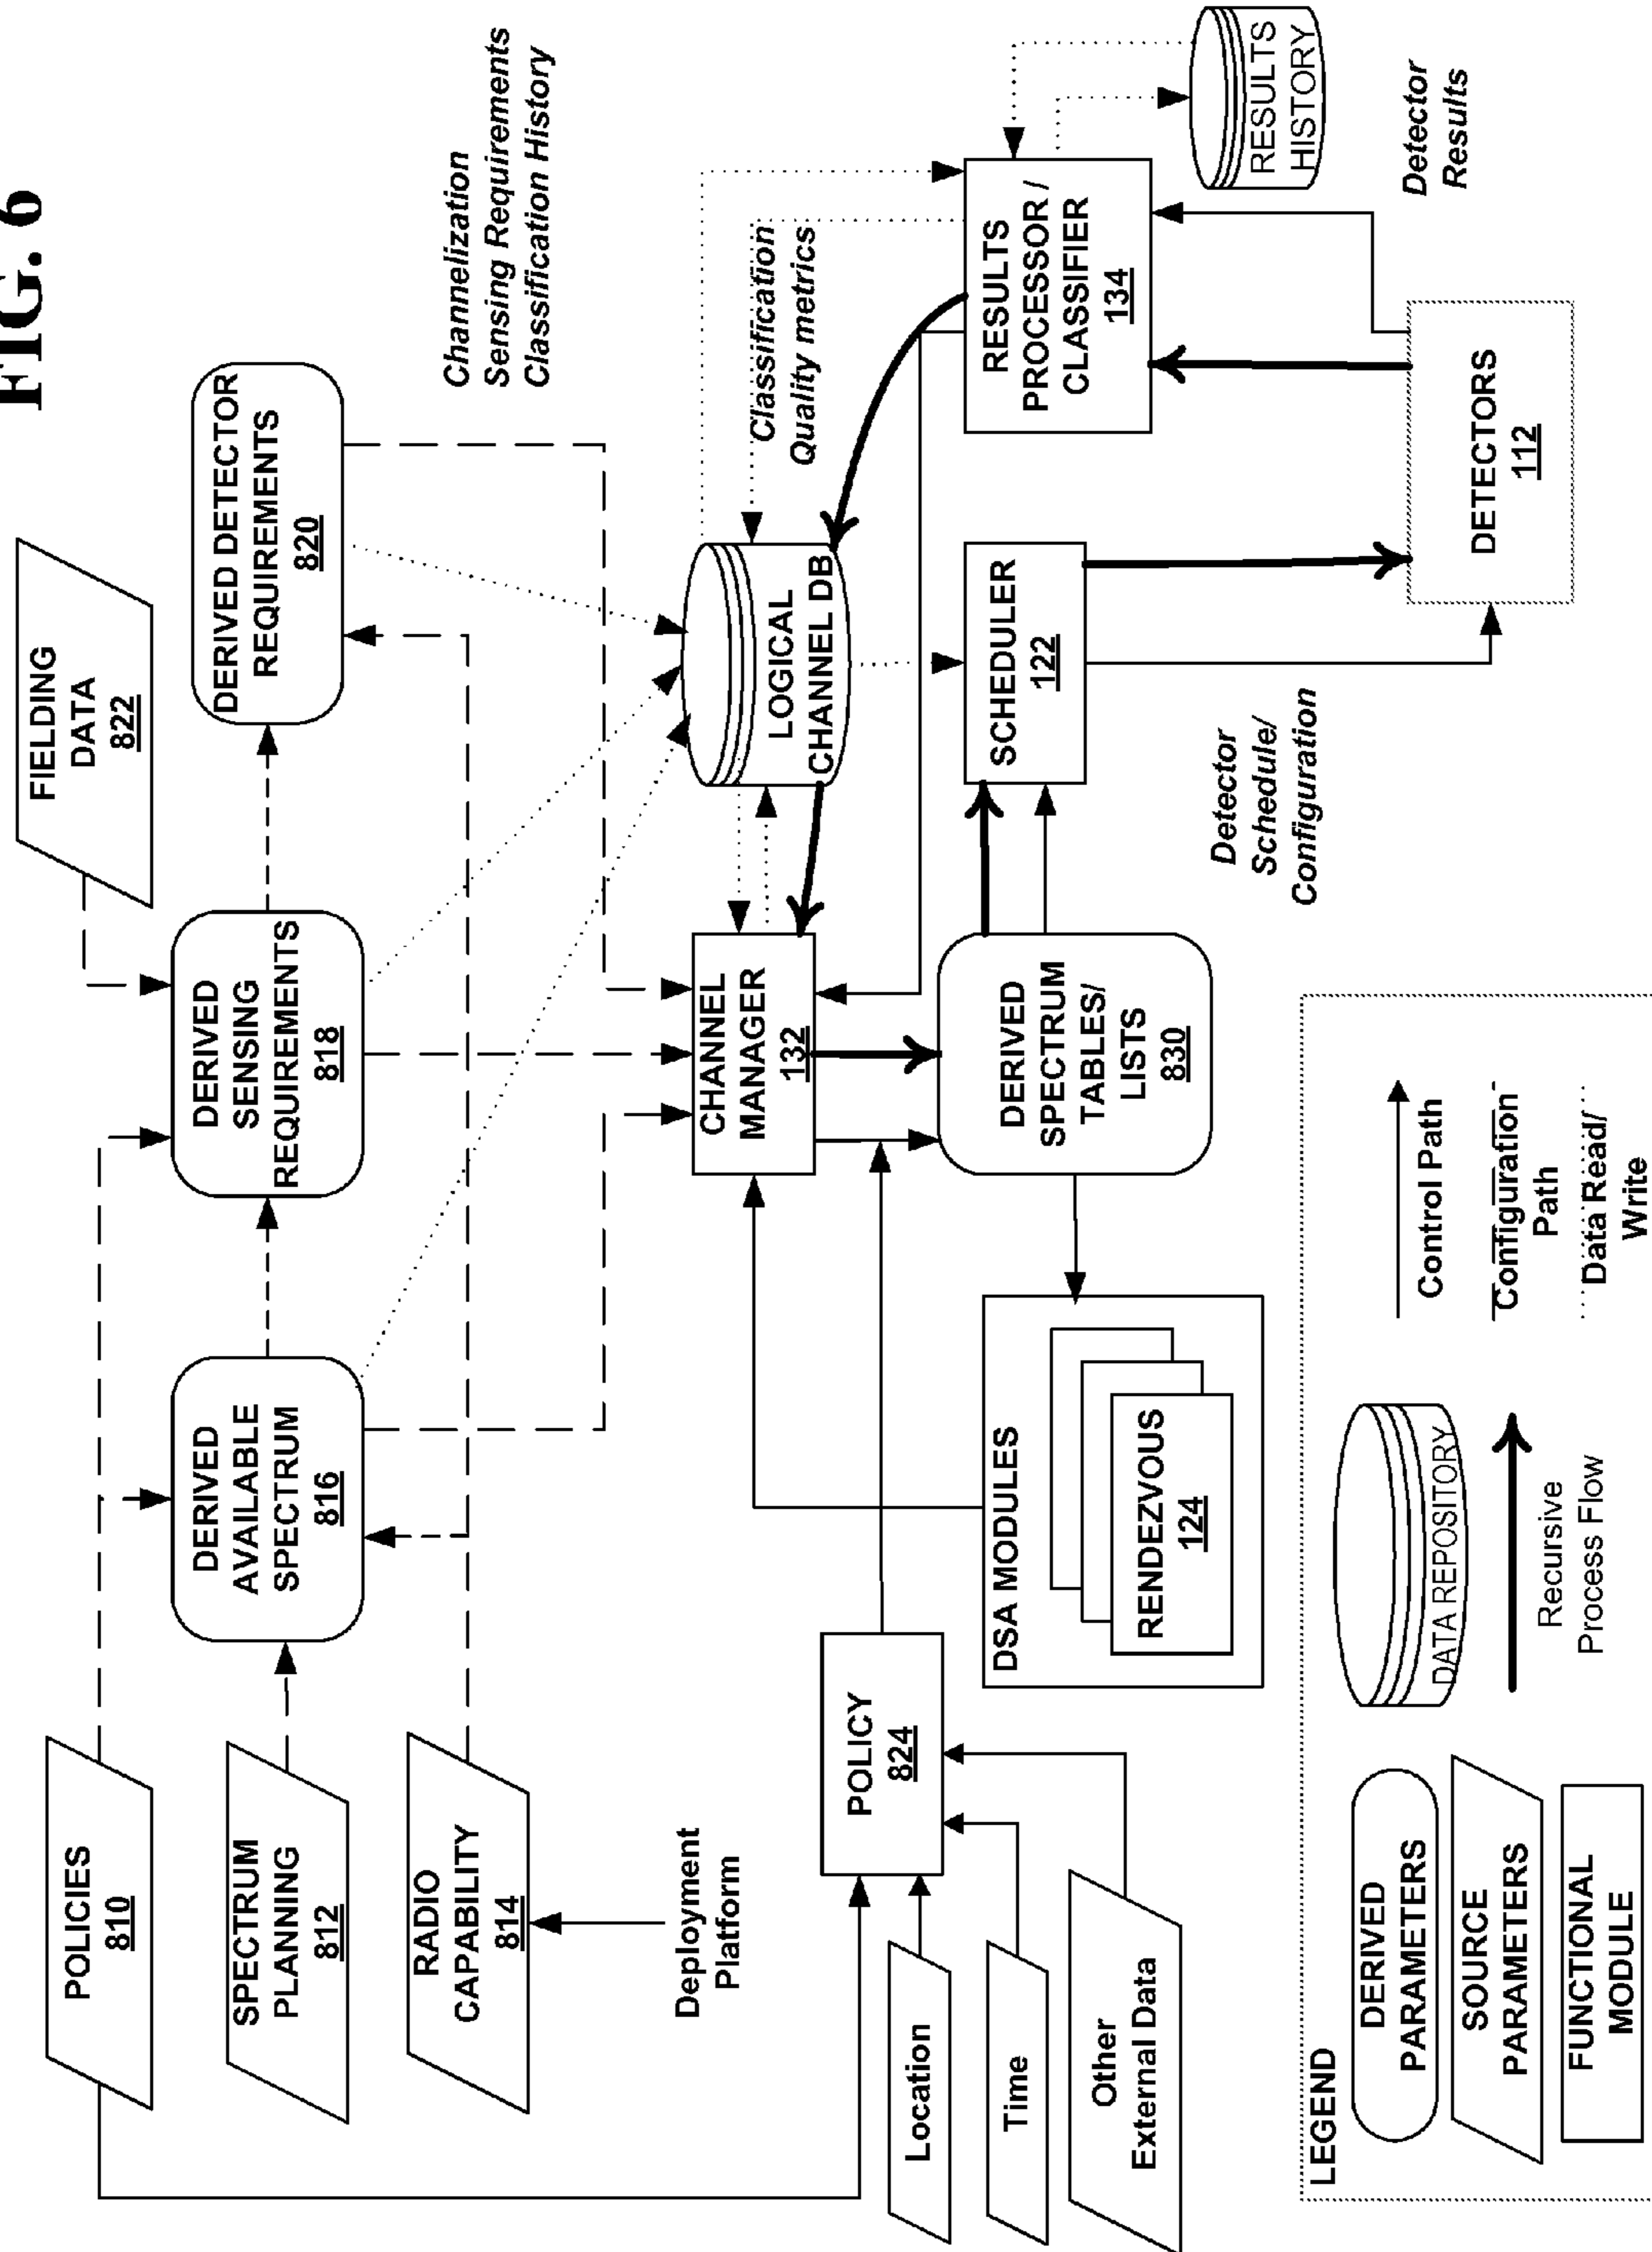 FIG. 6
POLICIES
810
SPECTRUM
PLANNING
812
RADIO
CAPABILITY
814
Deployment
Platform
DERIVED
AVAILABLE
SPECTRUM
816
DERIVED
SENSING
REQUIREMENTS
818
FIELDING
DATA
822
DERIVED DETECTOR
REQUIREMENTS
820
Channelization
Sensing Requirements
Classification History
Location
Time
Other
External Data
POLICY
824
DSA MODULES
RENDEZVOUS
124
CHANNEL
MANAGER
132
DERIVED
SPECTRUM
TABLES/
LISTS
830
LOGICAL
CHANNEL DB
SCHEDULER
122
Detector
Schedule/
Configuration
Classification
Quality metrics
RESULTS
PROCESSOR /
CLASSIFIER
134
RESULTS
HISTORY
Detector
Results
DETECTORS
112
LEGEND
DERIVED
PARAMETERS
SOURCE
PARAMETERS
FUNCTIONAL
MODULE
DATA REPOSITORY
Recursive
Process Flow
Control Path
Configuration
Path
Data Read/
Write